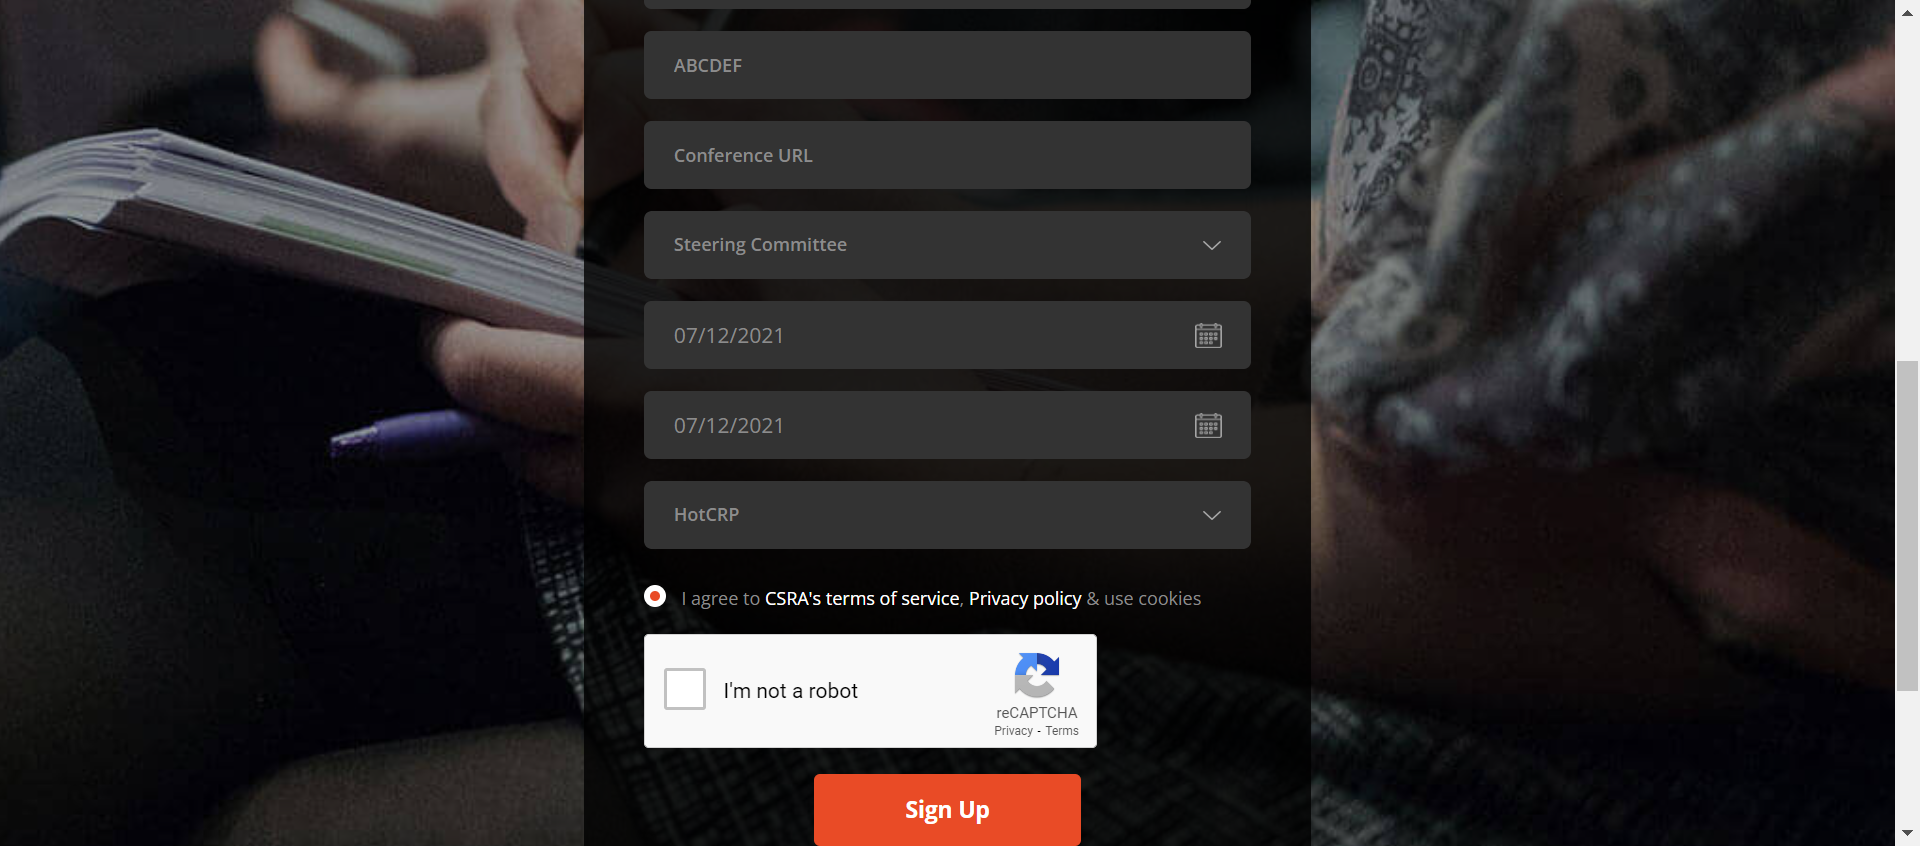 ABCDEF
Conference URL
Steering Committee
07/12/2021
07/12/2021
HotCRP
I agree to CSRA's terms of service, Privacy policy & use cookies
I'm not a robot
reCAPTCHA
Privacy - Terms
Sign Up